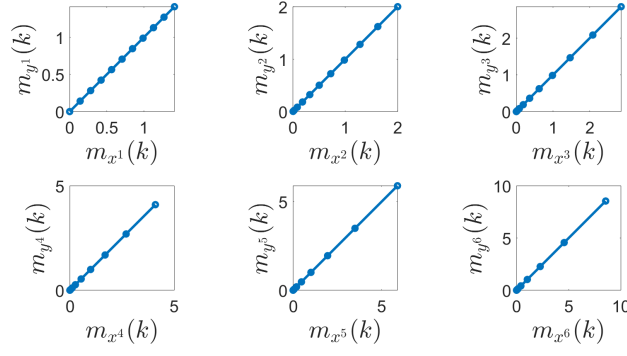 1
0.5
0
0 0.5 1
m_{y^1}(k)
m_{x^1}(k)
2
1
0
0 1 2
m_{y^2}(k)
m_{x^2}(k)
2
1
0
0 1 2
m_{y^3}(k)
m_{x^3}(k)
5
0
0 5
m_{y^4}(k)
m_{x^4}(k)
5
0
0 5
m_{y^5}(k)
m_{x^5}(k)
10
5
0
0 5 10
m_{y^6}(k)
m_{x^6}(k)